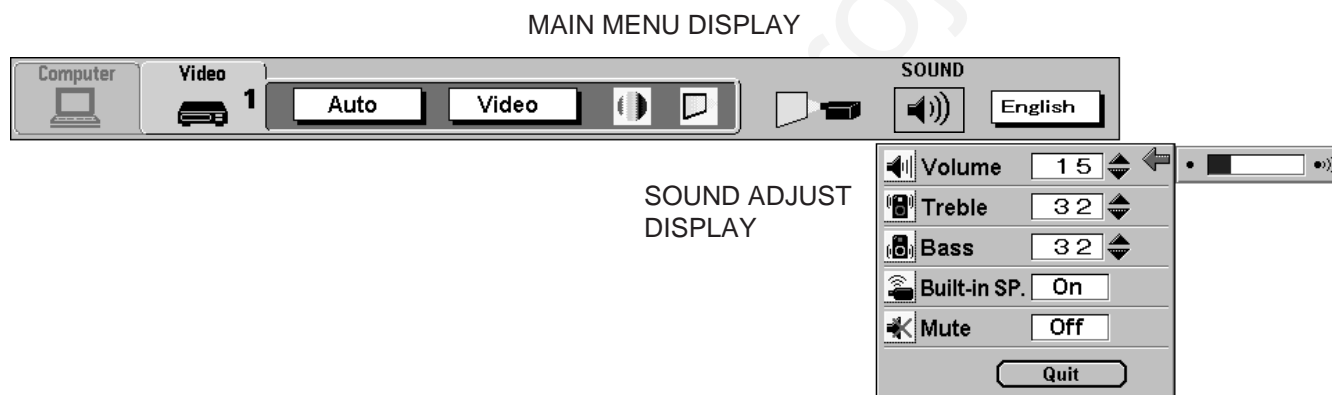 MAIN MENU DISPLAY
Computer Video 1 Auto Video SOUND English
SOUND ADJUST
DISPLAY
Volume 15
Treble 32
Bass 32
Built-in SP. On
Mute Off
Quit